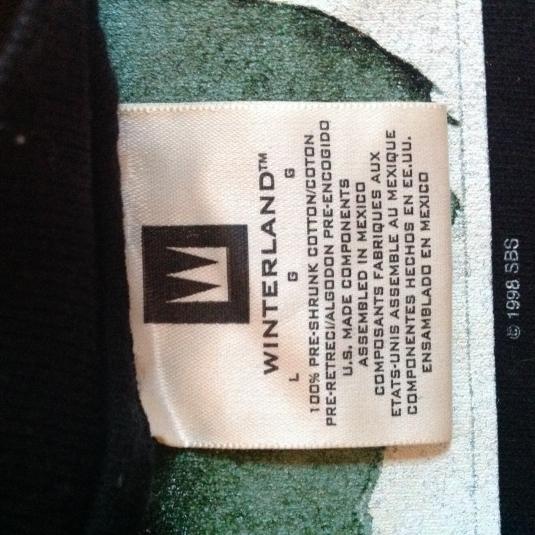 W
WINTERLAND™
L G G
100% PRE-SHRUNK COTTON/COTON
PRE-RETRECI/ALGODON PRE-ENCOGIDO
U.S. MADE COMPONENTS
ASSEMBLED IN MEXICO
COMPOSANTS FABRIQUES AUX
ETATS-UNIS ASSEMBLE AU MEXIQUE
COMPONENTES HECHOS EN EE.UU.
ENSAMBLADO EN MEXICO
© 1998 SBS